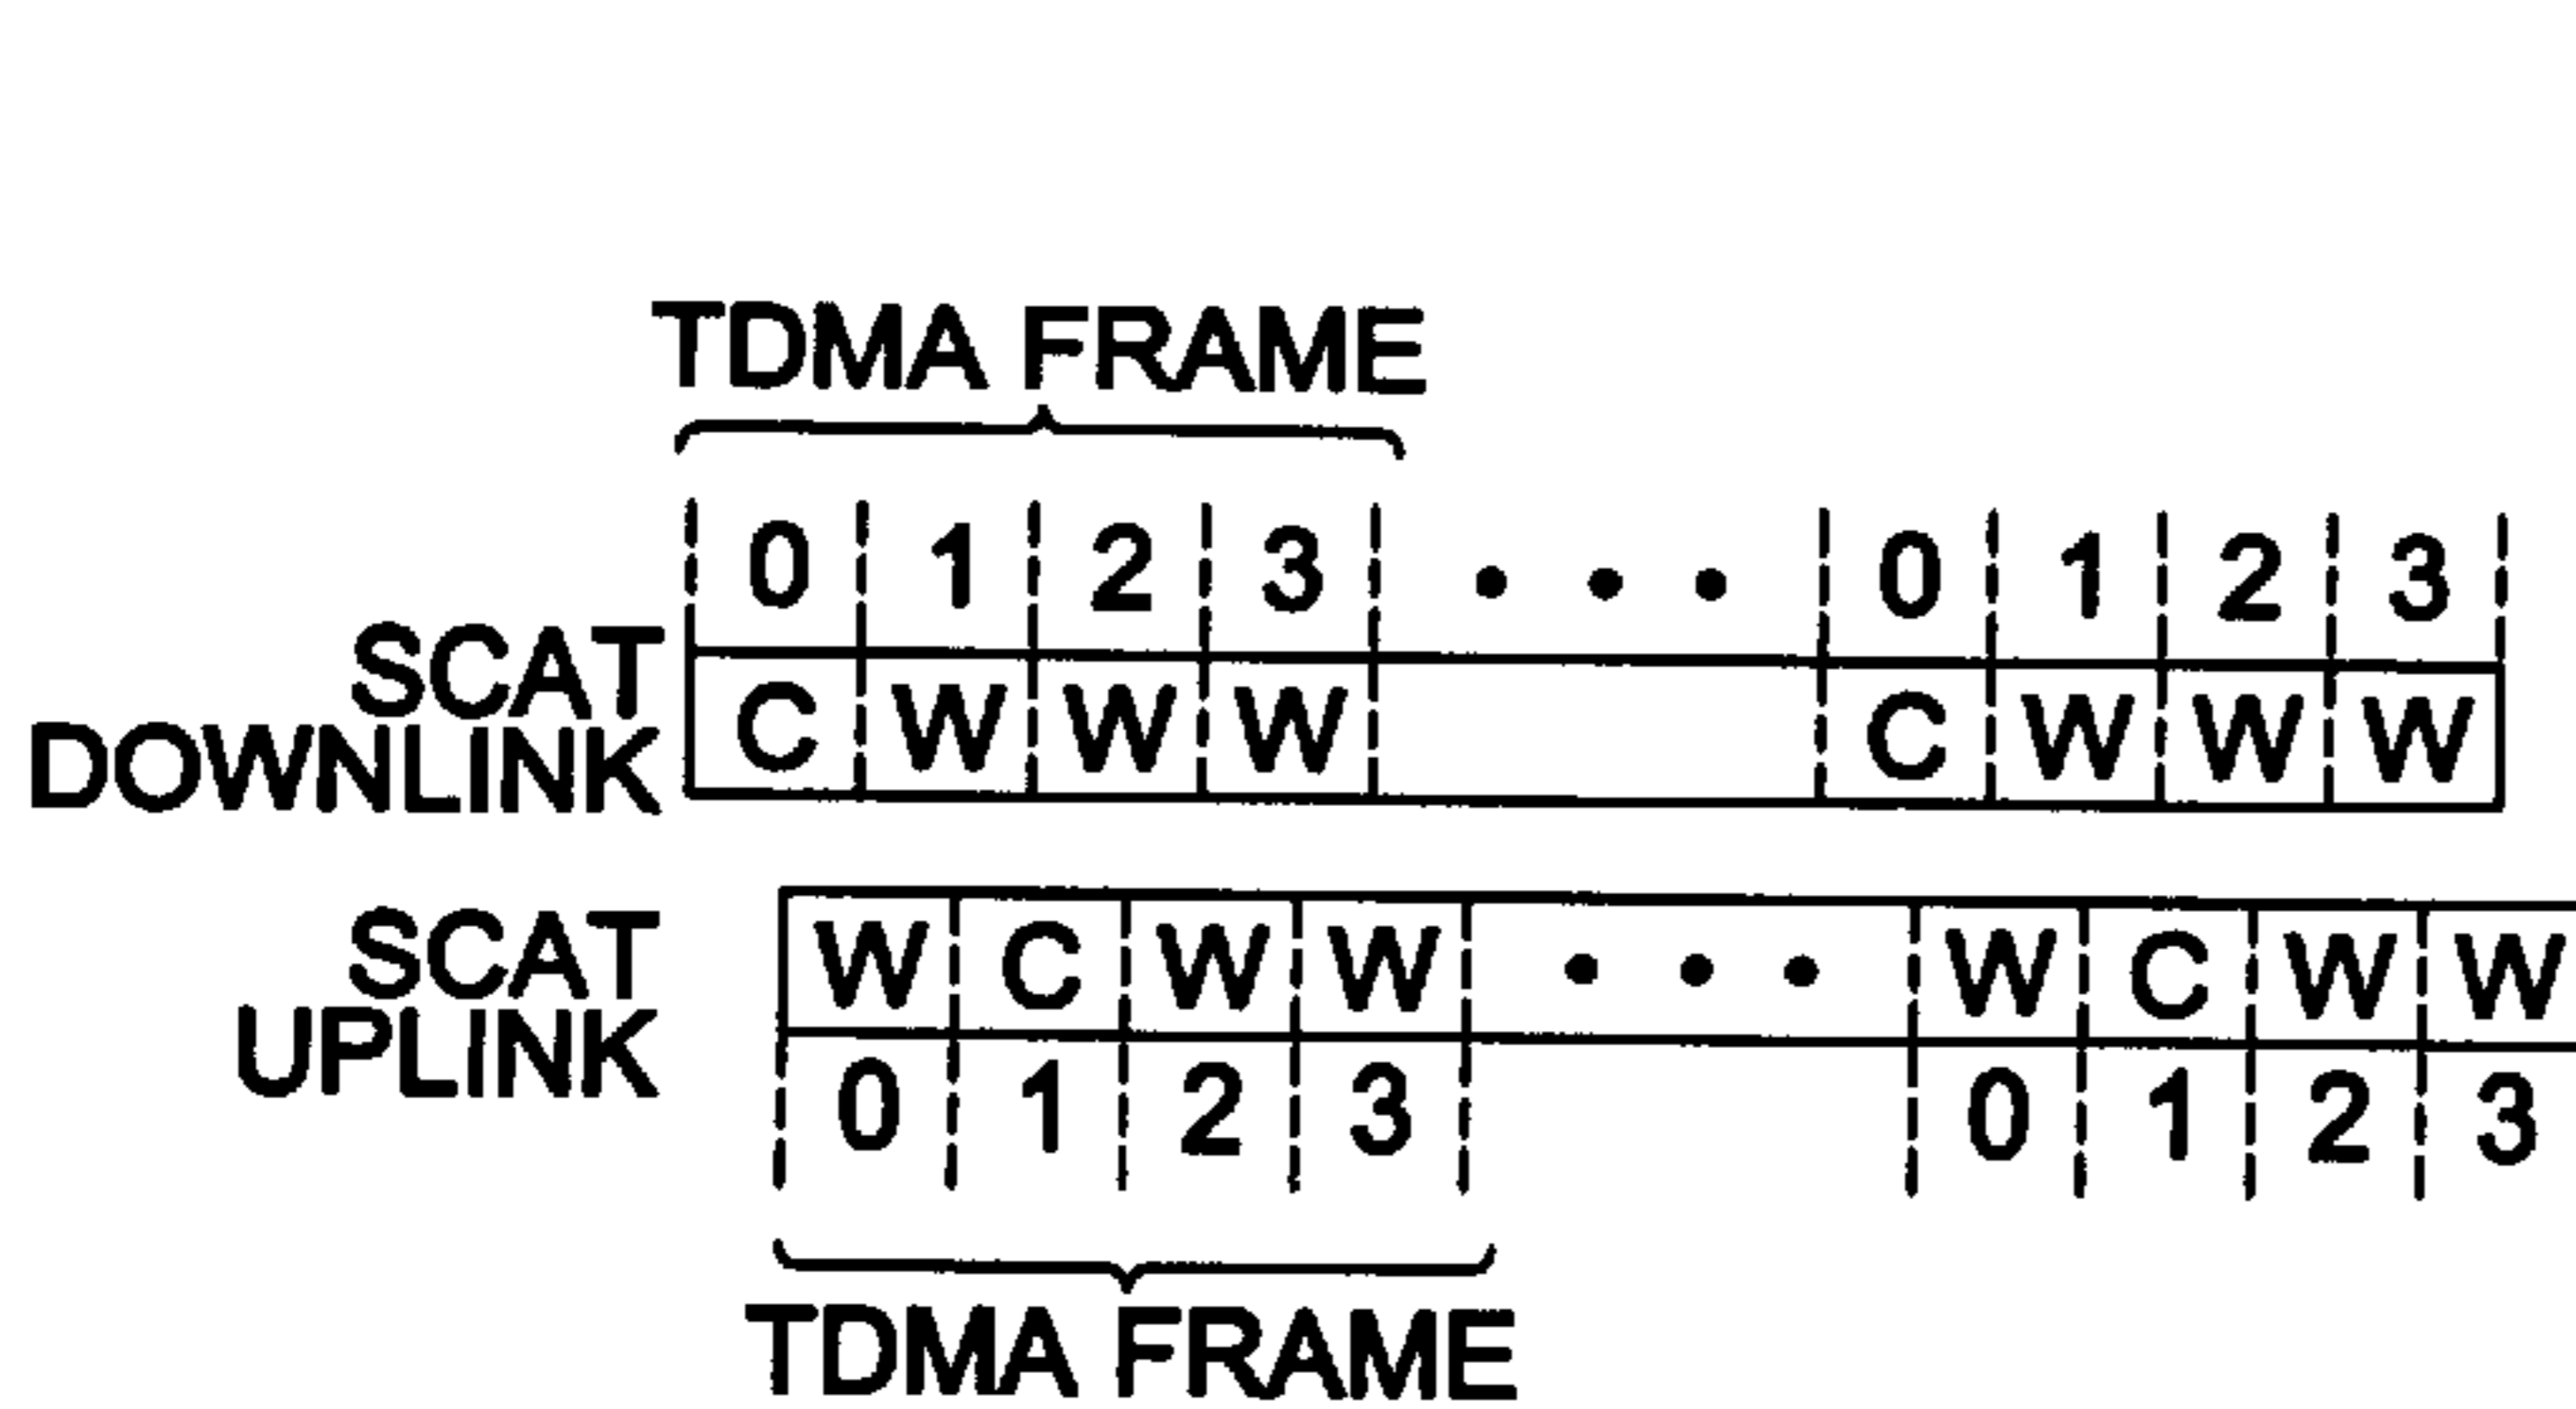 TDMA FRAME
0 1 2 3 • • • 0 1 2 3
SCAT
DOWNLINK
C W W W C W W W
SCAT
UPLINK
W C W W • • • W C W W
0 1 2 3 0 1 2 3
TDMA FRAME